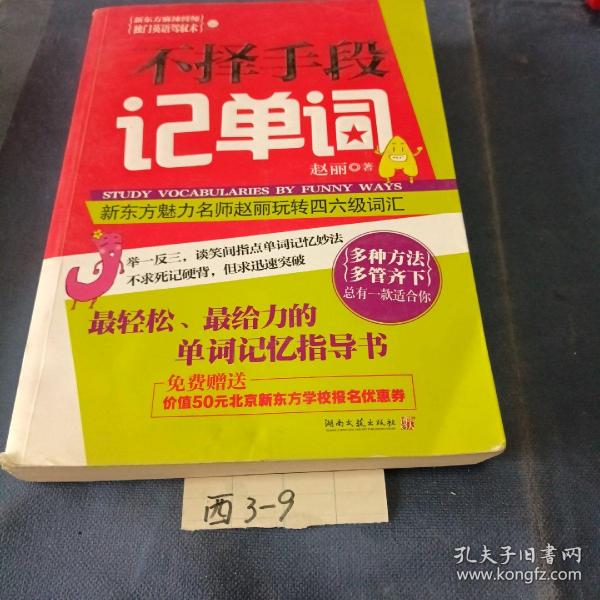 新东方麻辣教师
独门英语驾驭术
不择手段
记单词
赵丽◎著
STUDY VOCABULARIES BY FUNNY WAYS
新东方魅力名师赵丽玩转四六级词汇
举一反三，谈笑间指点单词记忆妙法
不求死记硬背，但求迅速突破
多种方法
多管齐下
总有一款适合你
最轻松、最给力的
单词记忆指导书
免费赠送
价值50元北京新东方学校报名优惠券
湖南文艺出版社
西3-9
孔夫子旧书网
www.kongfz.com